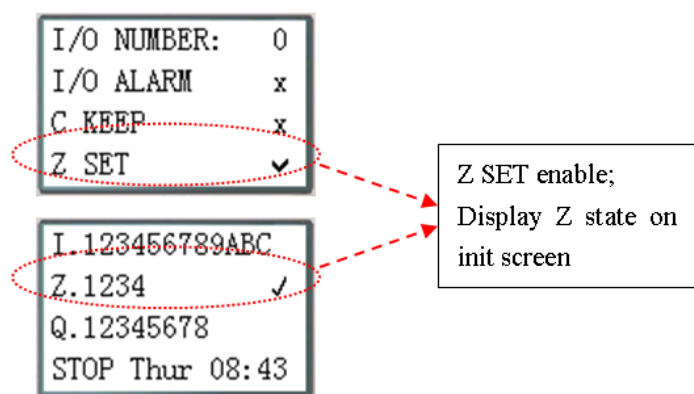 I/O NUMBER: 0
I/O ALARM x
C KEEP x
Z SET ✔
I.123456789ABC
Z.1234 ✓
Q.12345678
STOP Thur 08:43
Z SET enable;
Display Z state on
init screen